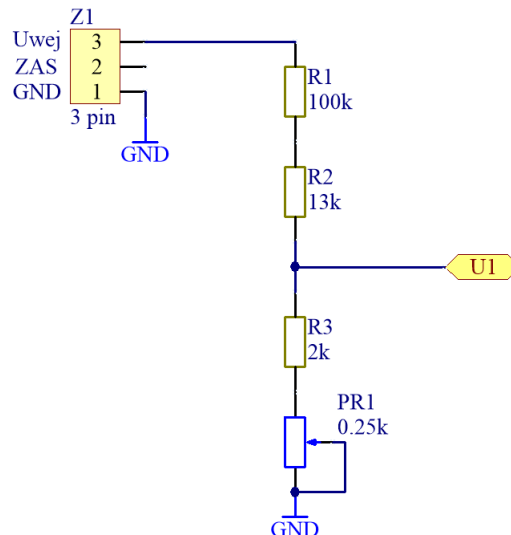 Z1
Uwej 3
ZAS 2
GND 1
3 pin
GND
R1
100k
R2
13k
U1
R3
2k
PR1
0.25k
GND